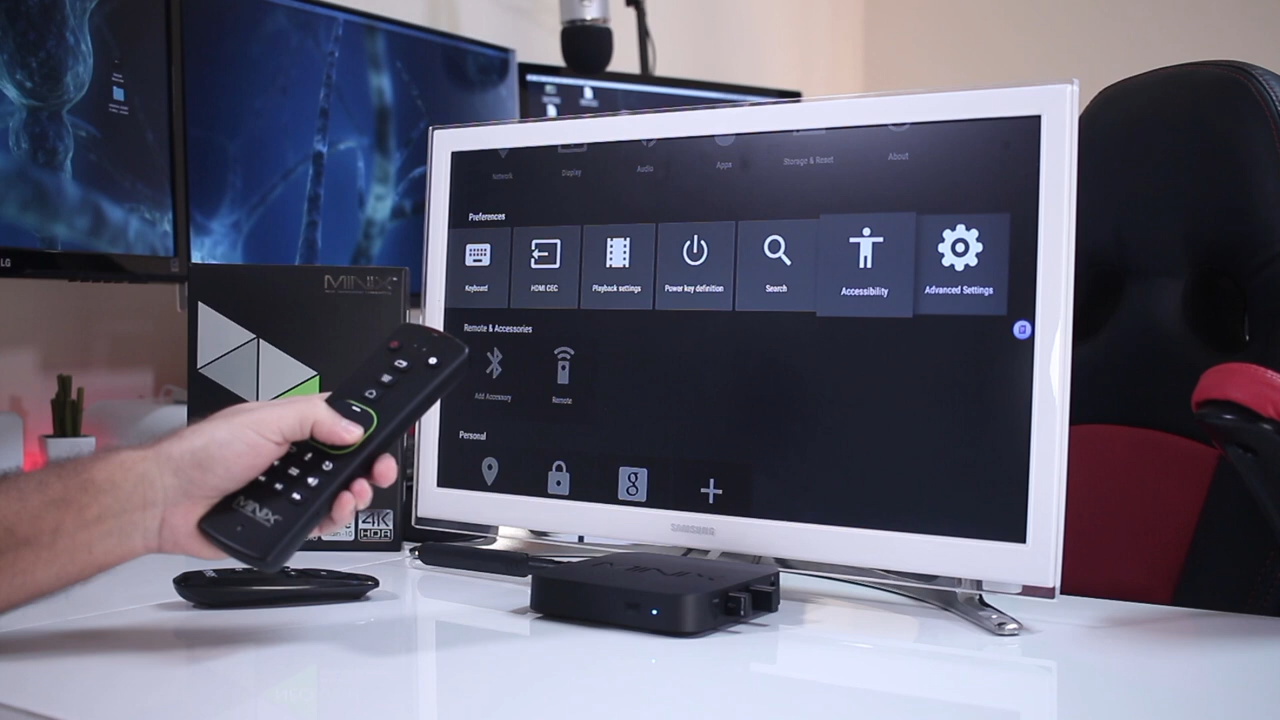 LG
MINIX
Network
Display
Audio
Apps
Storage & Reset
About
Preferences
Keyboard
HDMI CEC
Playback settings
Power key definition
Search
Accessibility
Advanced Settings
Remote & Accessories
Add Accessory
Remote
Personal
g
SAMSUNG
MINIX
4K
HDR
MINIX